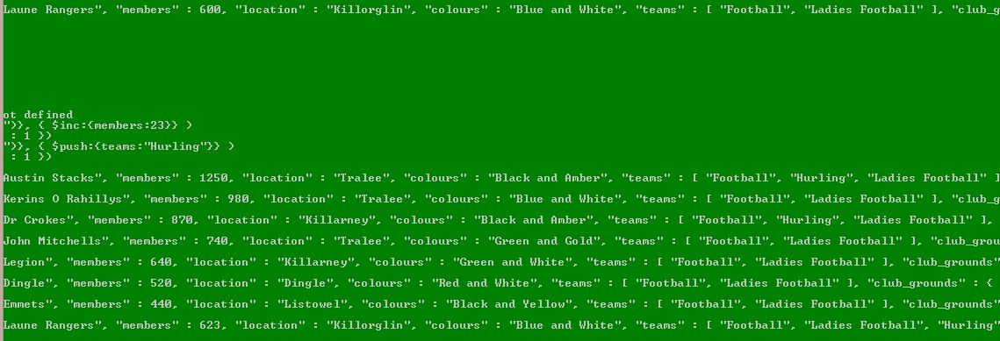 Laune Rangers", "members" : 600, "location" : "Killorglin", "colours" : "Blue and White", "teams" : [ "Football", "Ladies Football" ], "club_g
ot defined
")}, { $inc:{members:23}} )
 : 1 })
")}, { $push:{teams:"Hurling"}} )
 : 1 })
Austin Stacks", "members" : 1250, "location" : "Tralee", "colours" : "Black and Amber", "teams" : [ "Football", "Hurling", "Ladies Football" ]
Kerins O Rahillys", "members" : 980, "location" : "Tralee", "colours" : "Blue and White", "teams" : [ "Football", "Ladies Football" ], "club_g
Dr Crokes", "members" : 870, "location" : "Killarney", "colours" : "Black and Amber", "teams" : [ "Football", "Hurling", "Ladies Football" ],
John Mitchells", "members" : 740, "location" : "Tralee", "colours" : "Green and Gold", "teams" : [ "Football", "Ladies Football" ], "club_grou
Legion", "members" : 640, "location" : "Killarney", "colours" : "Green and White", "teams" : [ "Football", "Ladies Football" ], "club_grounds"
Dingle", "members" : 520, "location" : "Dingle", "colours" : "Red and White", "teams" : [ "Football", "Ladies Football" ], "club_grounds" : {
Emmets", "members" : 440, "location" : "Listowel", "colours" : "Black and Yellow", "teams" : [ "Football", "Ladies Football" ], "club_grounds"
Laune Rangers", "members" : 623, "location" : "Killorglin", "colours" : "Blue and White", "teams" : [ "Football", "Ladies Football", "Hurling"